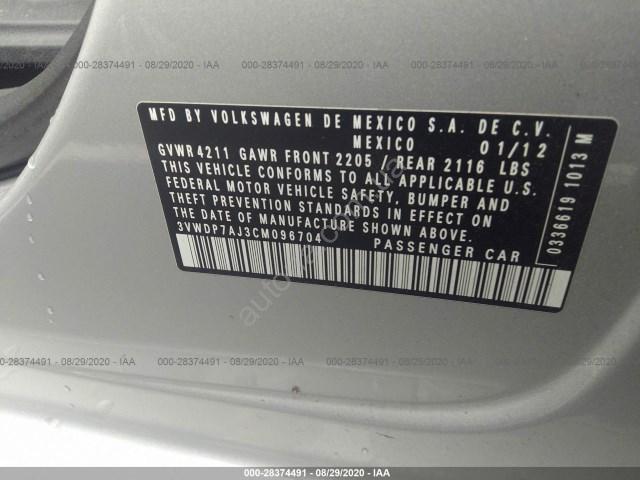 000-28374491 - 08/29/2020 - IAA
MFD BY VOLKSWAGEN DE MEXICO S.A. DE C.V.
MEXICO 01/12
GVWR 4211 GAWR FRONT 2205 / REAR 2116 LBS
THIS VEHICLE CONFORMS TO ALL APPLICABLE U.S.
FEDERAL MOTOR VEHICLE SAFETY, BUMPER AND
THEFT PREVENTION STANDARDS IN EFFECT ON
THE DATE OF MANUFACTURE SHOWN ABOVE.
3VWDP7AJ3CM096704 PASSENGER CAR
0336619 1013 M
000-28374491 - 08/29/2020 - IAA
000-28374491 - 08/29/2020 - IAA